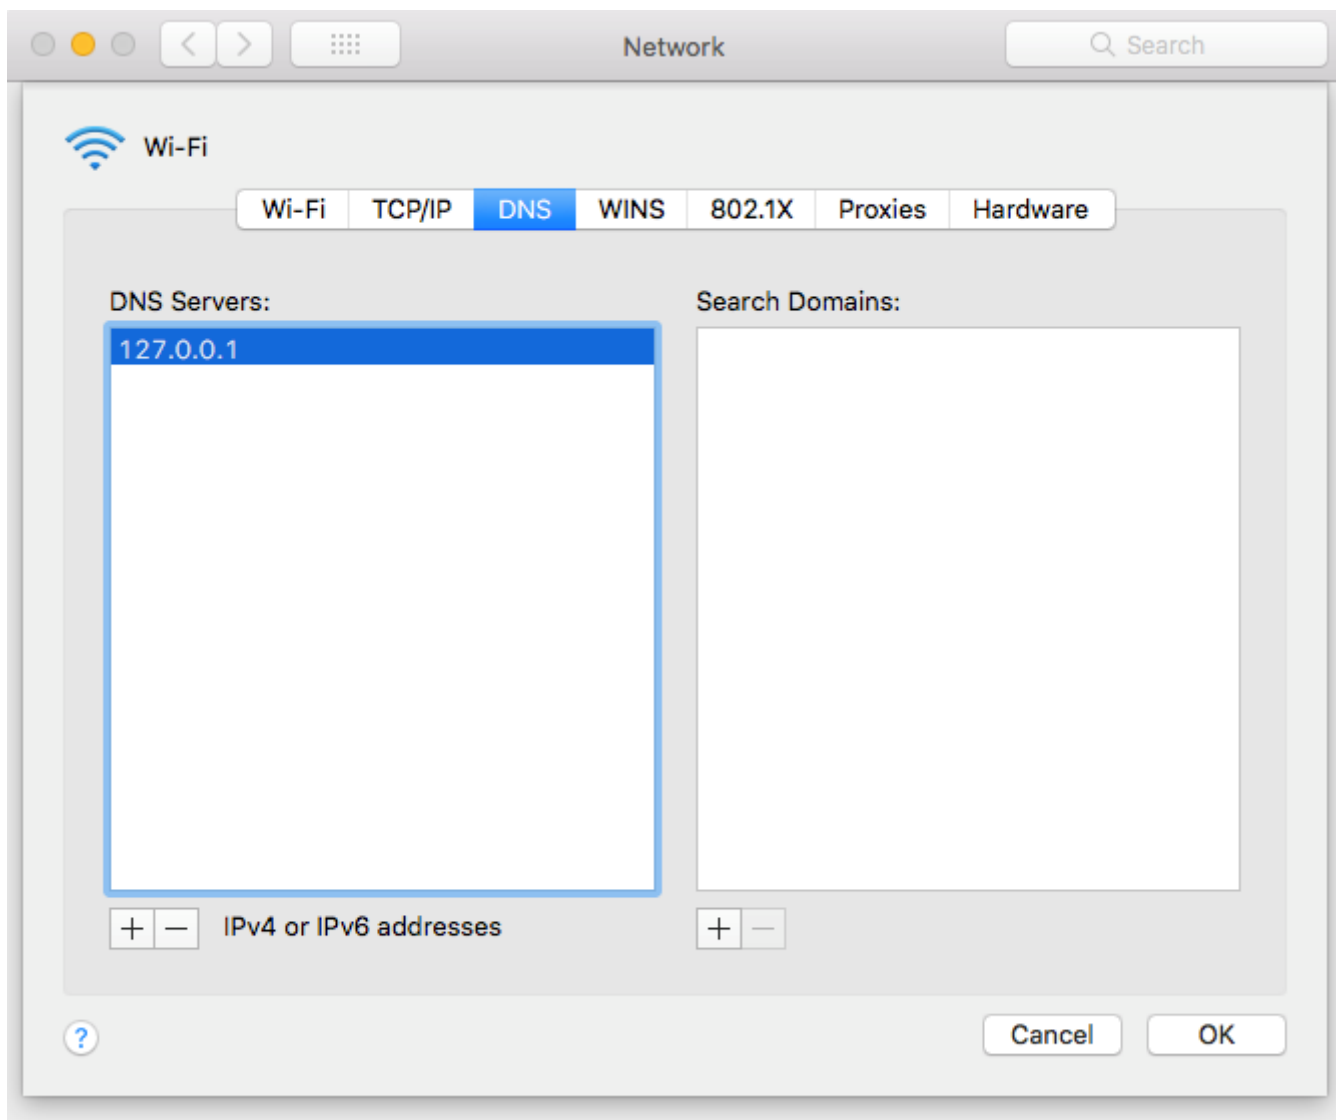 Network
Search
Wi-Fi
Wi-Fi TCP/IP DNS WINS 802.1X Proxies Hardware
DNS Servers:
Search Domains:
127.0.0.1
+ − IPv4 or IPv6 addresses
+ −
?
Cancel OK